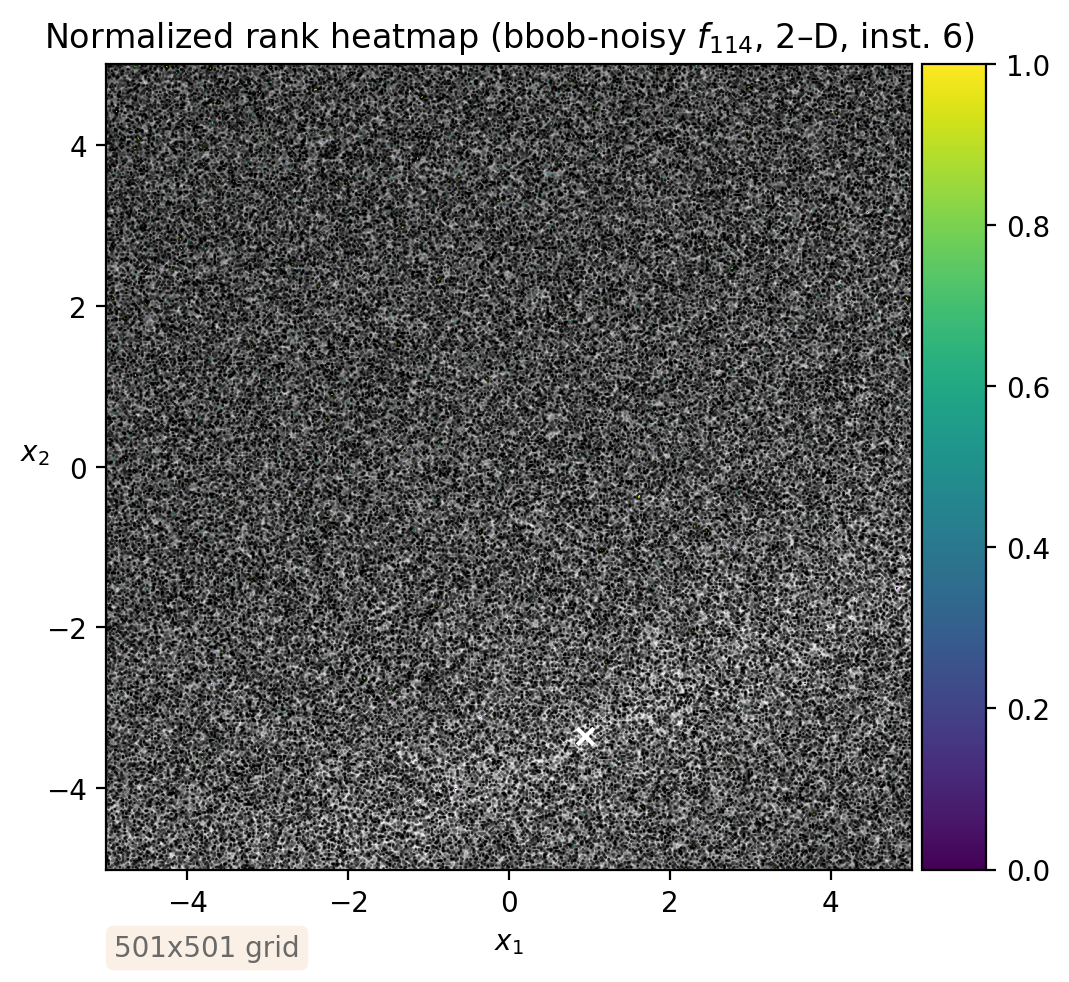 Normalized rank heatmap (bbob-noisy f₁₁₄, 2–D, inst. 6)
1.0
0.8
0.6
0.4
0.2
0.0
x₂
4
2
0
−2
−4
−4 −2 0 2 4
x₁
501x501 grid